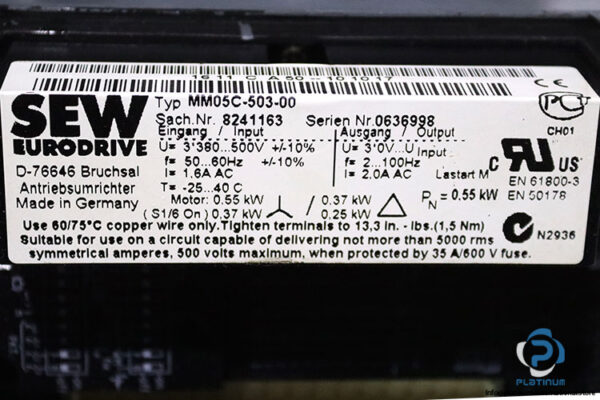 1611 C A50--101017
SEW
EURODRIVE
D-76646 Bruchsal
Antriebsumrichter
Made in Germany
Typ MM05C-503-00
Sach.Nr. 8241163 Serien Nr.0636998
Eingang / Input Ausgang / Output
U= 3*380...500V +/-10% U= 3*0V...U Input
f= 50...60Hz +/-10% f= 2...100Hz
I= 1.6A AC I= 2.0A AC Lastart M
T= -25...40 C
Motor: 0.55 kW / 0.37 kW PN = 0.55 kW
( S1/6 On ) 0.37 kW / 0.25 kW
CH01
C UR US
EN 61800-3
EN 50178
N2936
Use 60/75°C copper wire only.Tighten terminals to 13,3 in. - lbs.(1,5 Nm)
Suitable for use on a circuit capable of delivering not more than 5000 rms
symmetrical amperes, 500 volts maximum, when protected by 35 A/600 V fuse.
PLATINUM